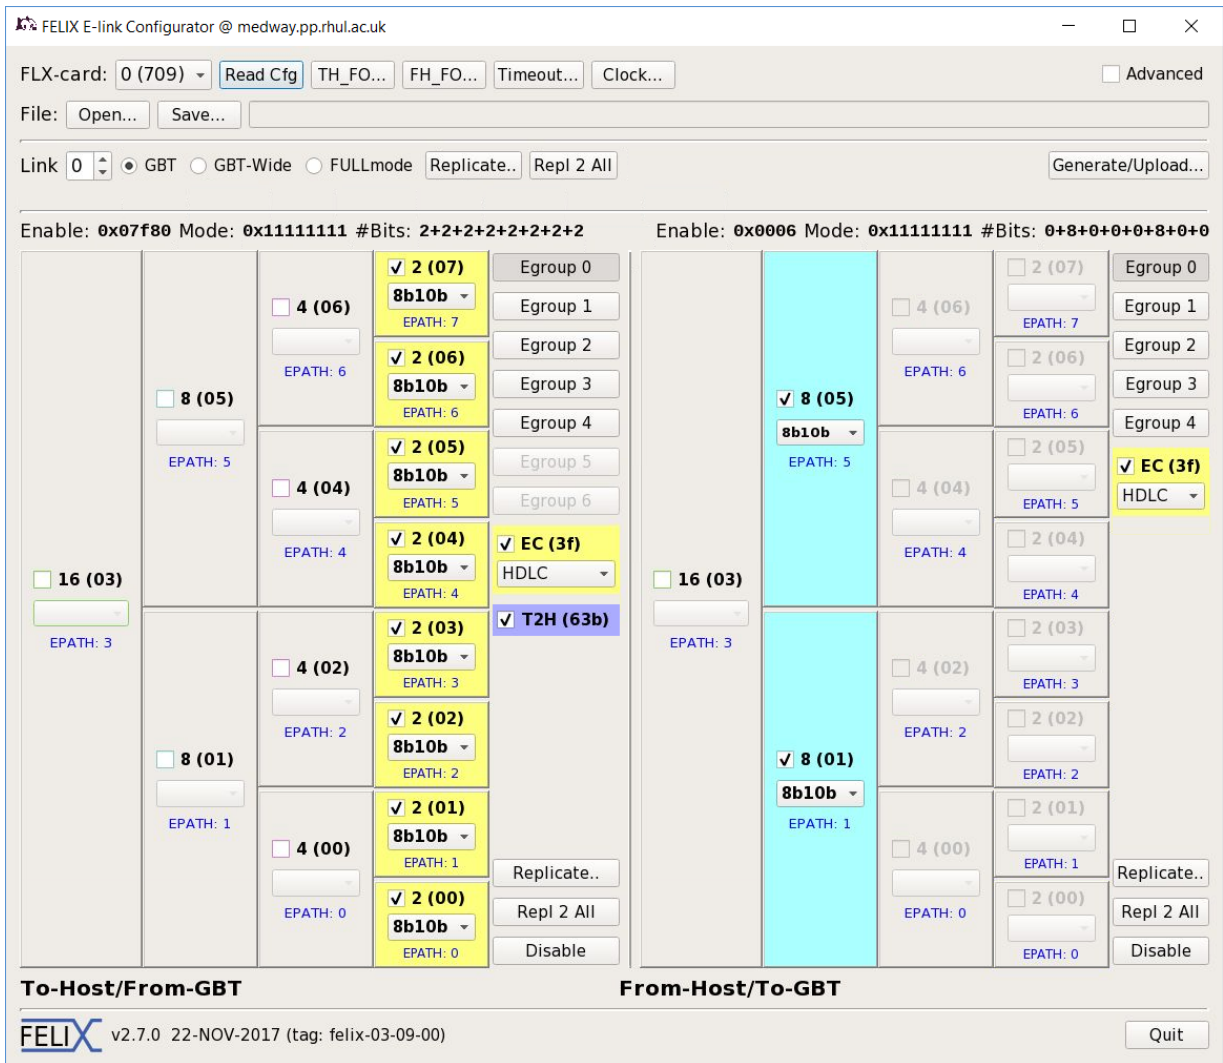 FELIX E-link Configurator @ medway.pp.rhul.ac.uk
FLX-card: 0 (709) Read Cfg TH_FO... FH_FO... Timeout... Clock... Advanced
File: Open... Save...
Link 0 GBT GBT-Wide FULLmode Replicate.. Repl 2 All Generate/Upload...
Enable: 0x07f80 Mode: 0x11111111 #Bits: 2+2+2+2+2+2+2+2
16 (03)
EPATH: 3
8 (05)
EPATH: 5
8 (01)
EPATH: 1
4 (06)
EPATH: 6
4 (04)
EPATH: 4
4 (02)
EPATH: 2
4 (00)
EPATH: 0
2 (07)
8b10b
EPATH: 7
2 (06)
8b10b
EPATH: 6
2 (05)
8b10b
EPATH: 5
2 (04)
8b10b
EPATH: 4
2 (03)
8b10b
EPATH: 3
2 (02)
8b10b
EPATH: 2
2 (01)
8b10b
EPATH: 1
2 (00)
8b10b
EPATH: 0
Egroup 0
Egroup 1
Egroup 2
Egroup 3
Egroup 4
Egroup 5
Egroup 6
EC (3f)
HDLC
T2H (63b)
Replicate..
Repl 2 All
Disable
To-Host/From-GBT
Enable: 0x0006 Mode: 0x11111111 #Bits: 0+8+0+0+0+8+0+0
16 (03)
EPATH: 3
8 (05)
8b10b
EPATH: 5
8 (01)
8b10b
EPATH: 1
4 (06)
EPATH: 6
4 (04)
EPATH: 4
4 (02)
EPATH: 2
4 (00)
EPATH: 0
2 (07)
EPATH: 7
2 (06)
EPATH: 6
2 (05)
EPATH: 5
2 (04)
EPATH: 4
2 (03)
EPATH: 3
2 (02)
EPATH: 2
2 (01)
EPATH: 1
2 (00)
EPATH: 0
Egroup 0
Egroup 1
Egroup 2
Egroup 3
Egroup 4
EC (3f)
HDLC
Replicate..
Repl 2 All
Disable
From-Host/To-GBT
FELIX v2.7.0 22-NOV-2017 (tag: felix-03-09-00) Quit